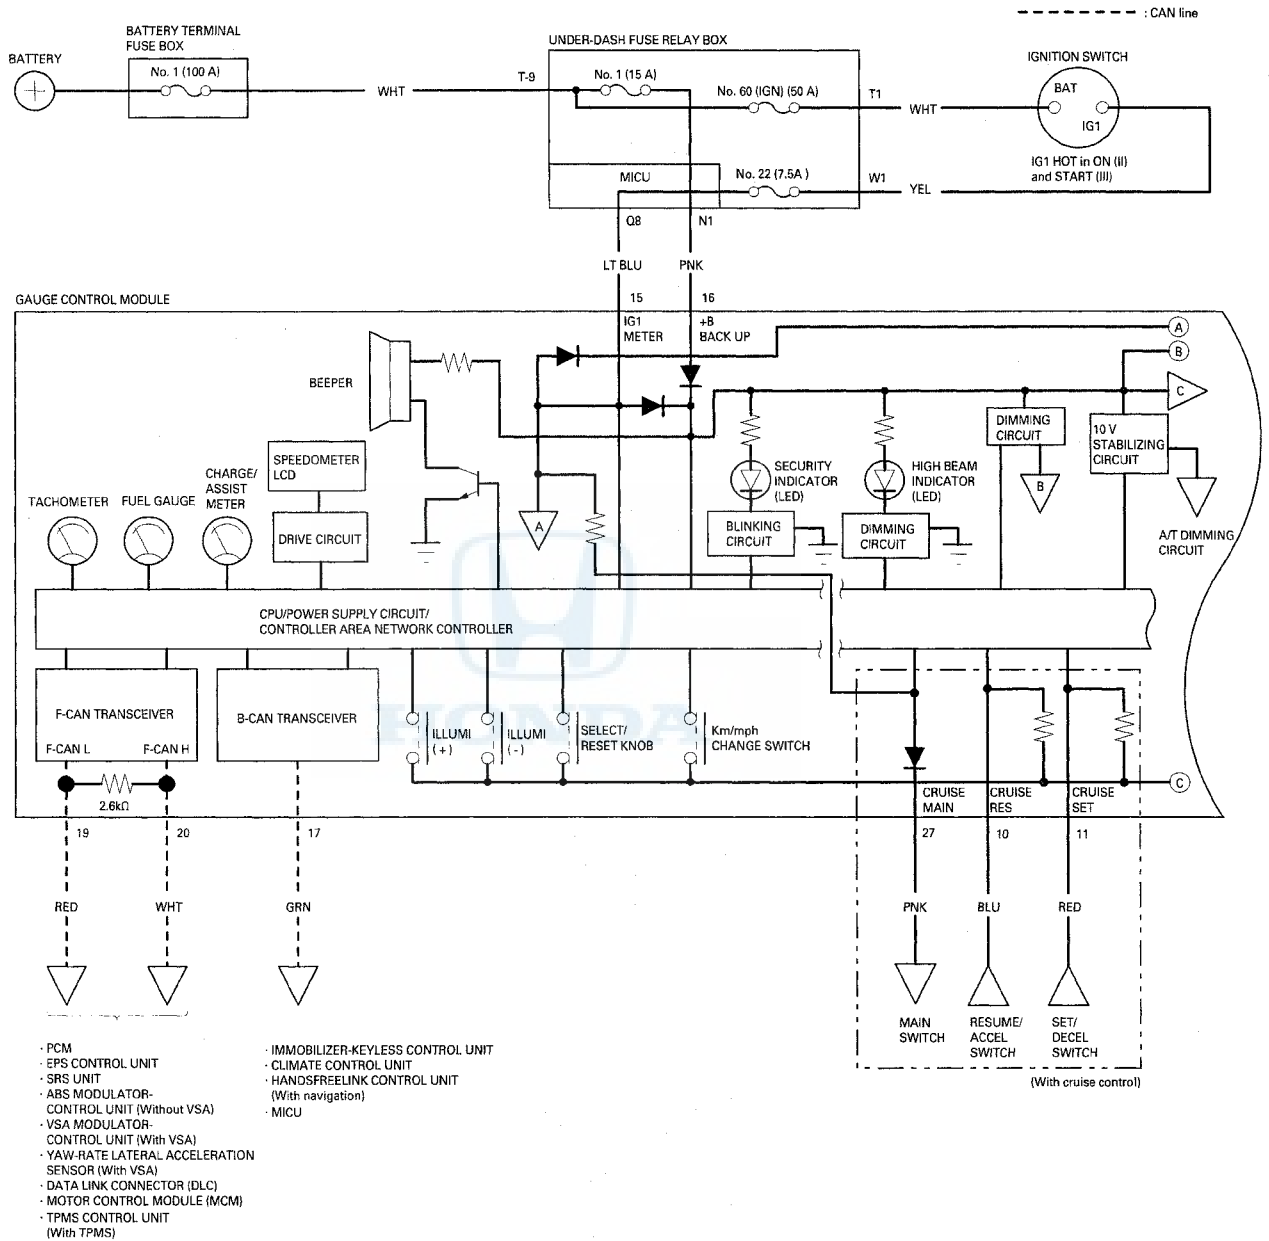 : CAN line
BATTERY TERMINAL
FUSE BOX
UNDER-DASH FUSE RELAY BOX
BATTERY
IGNITION SWITCH
No. 1 (100 A)
T-9
No. 1 (15 A)
No. 60 (IGN) (50 A)
T1
BAT
WHT
WHT
IG1
IG1 HOT in ON (II)
and START (III)
MICU
No. 22 (7.5A)
W1
YEL
Q8
N1
LT BLU
PNK
GAUGE CONTROL MODULE
15
16
IG1
METER
+B
BACK UP
A
B
BEEPER
C
DIMMING
CIRCUIT
10 V
STABILIZING
CIRCUIT
SPEEDOMETER
LCD
CHARGE/
ASSIST
METER
SECURITY
INDICATOR
(LED)
HIGH BEAM
INDICATOR
(LED)
B
TACHOMETER
FUEL GAUGE
DRIVE CIRCUIT
A
BLINKING
CIRCUIT
DIMMING
CIRCUIT
A/T DIMMING
CIRCUIT
CPU/POWER SUPPLY CIRCUIT/
CONTROLLER AREA NETWORK CONTROLLER
HONDA
F-CAN TRANSCEIVER
F-CAN L
F-CAN H
B-CAN TRANSCEIVER
ILLUMI
(+)
ILLUMI
(-)
SELECT/
RESET KNOB
Km/mph
CHANGE SWITCH
C
2.6kΩ
CRUISE
MAIN
CRUISE
RES
CRUISE
SET
19
20
17
27
10
11
RED
WHT
GRN
PNK
BLU
RED
MAIN
SWITCH
RESUME/
ACCEL
SWITCH
SET/
DECEL
SWITCH
(With cruise control)
· PCM
· EPS CONTROL UNIT
· SRS UNIT
· ABS MODULATOR-
CONTROL UNIT (Without VSA)
· VSA MODULATOR-
CONTROL UNIT (With VSA)
· YAW-RATE LATERAL ACCELERATION
SENSOR (With VSA)
· DATA LINK CONNECTOR (DLC)
· MOTOR CONTROL MODULE (MCM)
· TPMS CONTROL UNIT
(With TPMS)
· IMMOBILIZER-KEYLESS CONTROL UNIT
· CLIMATE CONTROL UNIT
· HANDSFREELINK CONTROL UNIT
(With navigation)
· MICU